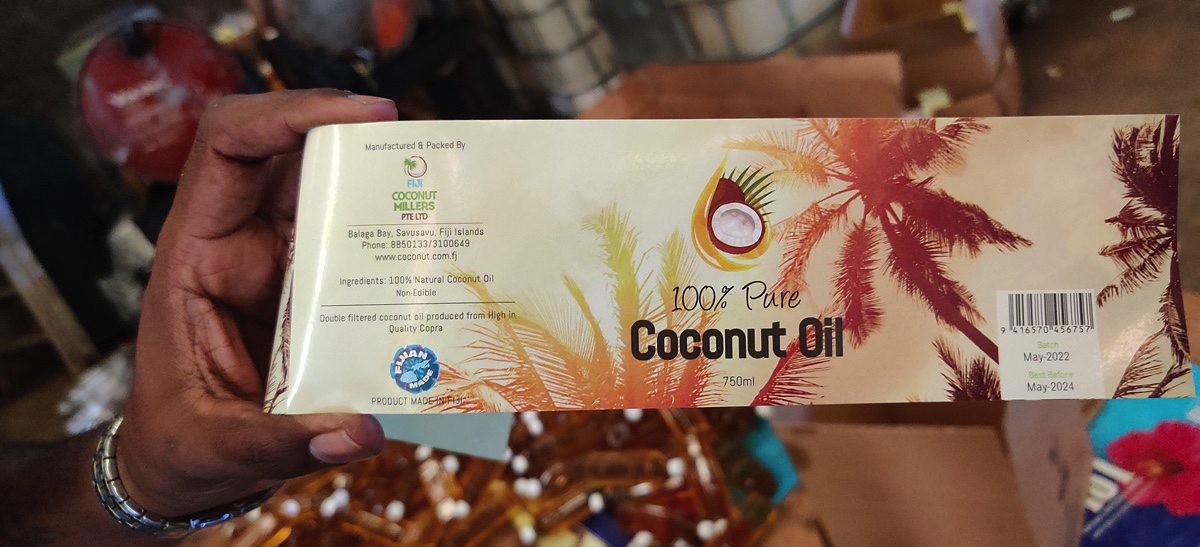 Manufactured & Packed By
FIJI
COCONUT
MILLERS
PTE LTD
Balaga Bay, Savusavu. Fiji Islands
Phone: 8850133/3100649
www.coconut.com.fj
Ingredients: 100% Natural Coconut Oil
Non-Edible
Double filtered coconut oil produced from High in
Quality Copra
FIJIAN
MADE
PRODUCT MADE IN FIJI
100% Pure
Coconut Oil
750ml
9 416570 456757
Batch
May-2022
Best Before
May-2024